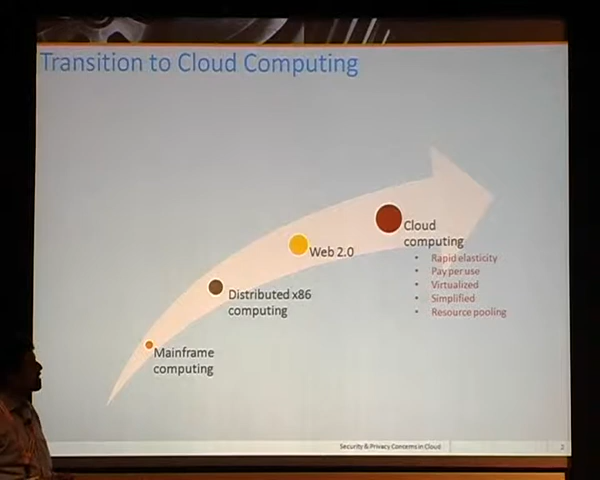 Transition to Cloud Computing
Cloud
computing
• Rapid elasticity
• Pay per use
• Virtualized
• Simplified
• Resource pooling
Web 2.0
Distributed x86
computing
Mainframe
computing
Security & Privacy Concerns in Cloud
2